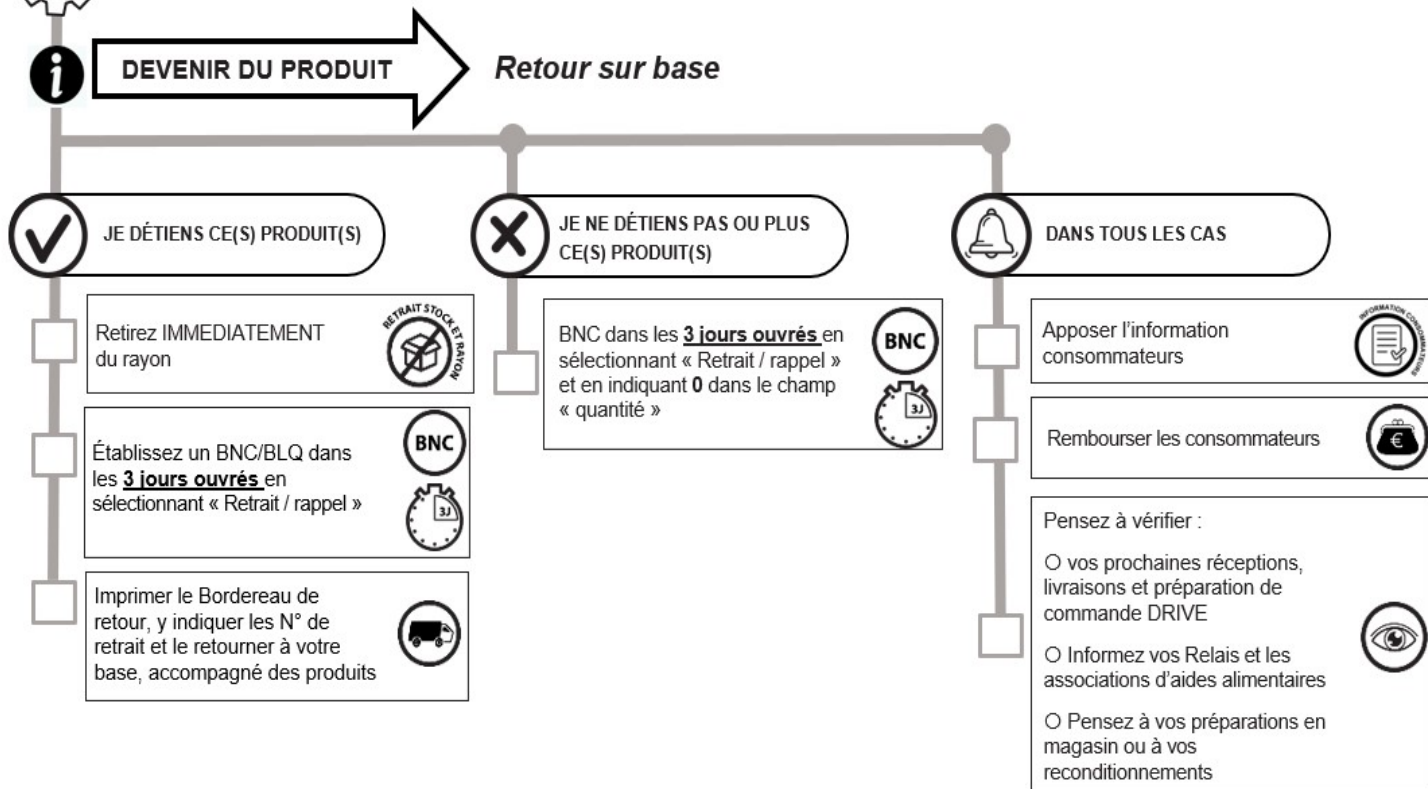 DEVENIR DU PRODUIT
Retour sur base
JE DÉTIENS CE(S) PRODUIT(S)
Retirez IMMEDIATEMENT
du rayon
RETRAIT STOCK ET RAYON
Établissez un BNC/BLQ dans
les 3 jours ouvrés en
sélectionnant « Retrait / rappel »
BNC
3J
Imprimer le Bordereau de
retour, y indiquer les N° de
retrait et le retourner à votre
base, accompagné des produits
JE NE DÉTIENS PAS OU PLUS
CE(S) PRODUIT(S)
BNC dans les 3 jours ouvrés en
sélectionnant « Retrait / rappel »
et en indiquant 0 dans le champ
« quantité »
BNC
3J
DANS TOUS LES CAS
Apposer l’information
consommateurs
INFORMATION CONSOMMATEURS
Rembourser les consommateurs
€
Pensez à vérifier :
O vos prochaines réceptions,
livraisons et préparation de
commande DRIVE
O Informez vos Relais et les
associations d’aides alimentaires
O Pensez à vos préparations en
magasin ou à vos
reconditionnements